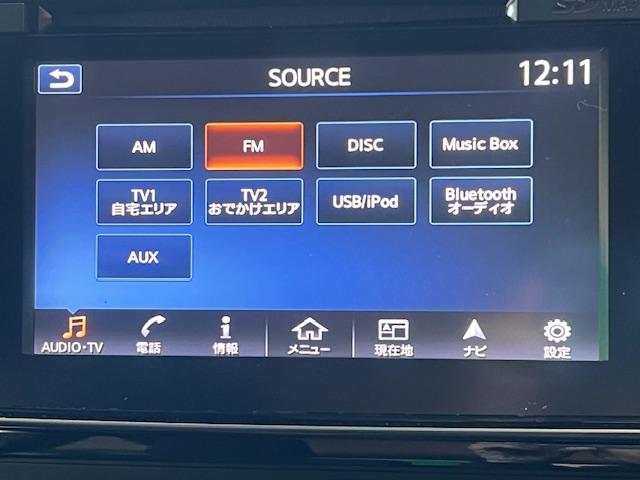 SOURCE
12:11
AM
FM
DISC
Music Box
TV1
自宅エリア
TV2
おでかけエリア
USB/iPod
Bluetooth
オーディオ
AUX
AUDIO・TV
電話
情報
メニュー
現在地
ナビ
設定